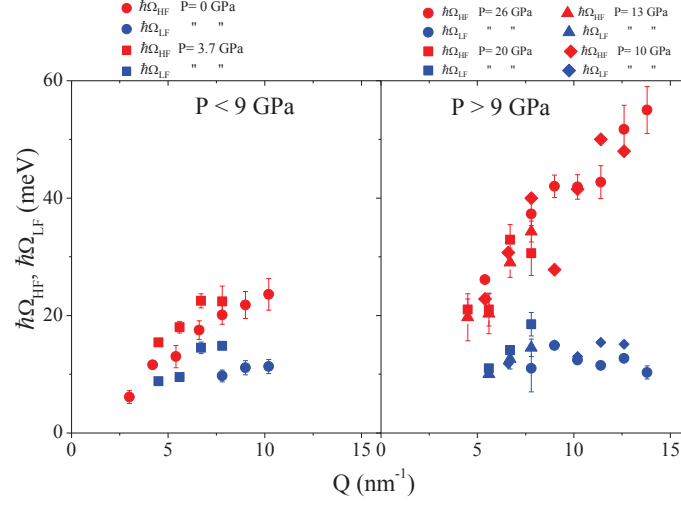 ℏΩHF P= 0 GPa
ℏΩLF " "
ℏΩHF P= 3.7 GPa
ℏΩLF " "
ℏΩHF P= 26 GPa
ℏΩLF " "
ℏΩHF P= 20 GPa
ℏΩLF " "
ℏΩHF P= 13 GPa
ℏΩLF " "
ℏΩHF P= 10 GPa
ℏΩLF " "
P < 9 GPa
P > 9 GPa
ℏΩHF, ℏΩLF (meV)
60
40
20
0
0 5 10 15
5 10 15
Q (nm⁻¹)